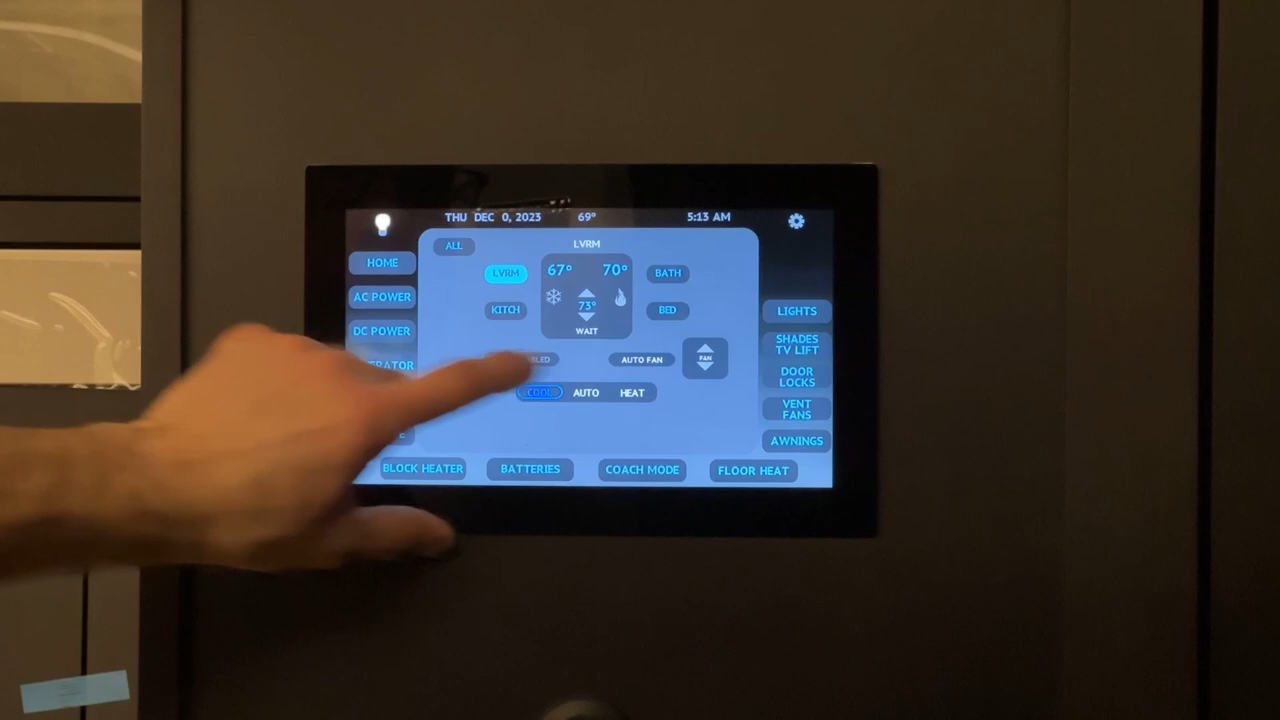 THU DEC 0, 2023 69° 5:13 AM
ALL
LVRM
HOME
LVRM
67° 70°
BATH
AC POWER
KITCH
73°
BED
LIGHTS
WAIT
DC POWER
AUTO FAN
FAN
SHADES
TV LIFT
COOL AUTO HEAT
DOOR
LOCKS
VENT
FANS
AWNINGS
BLOCK HEATER BATTERIES COACH MODE FLOOR HEAT